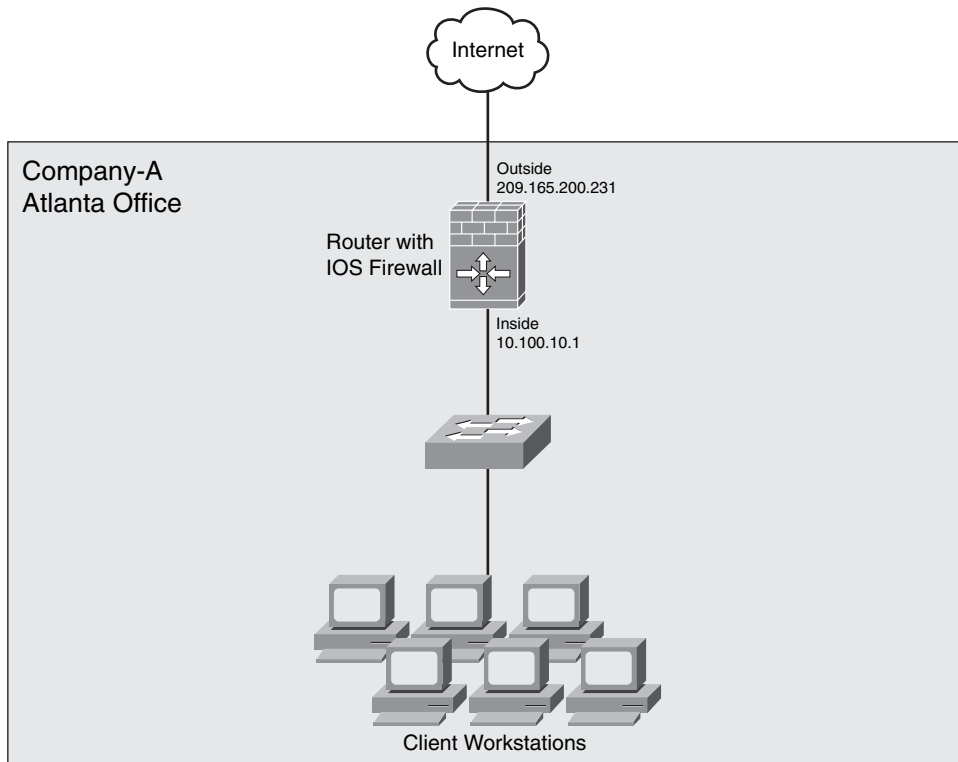 Internet
Company-A
Atlanta Office
Outside
209.165.200.231
Router with
IOS Firewall
Inside
10.100.10.1
Client Workstations